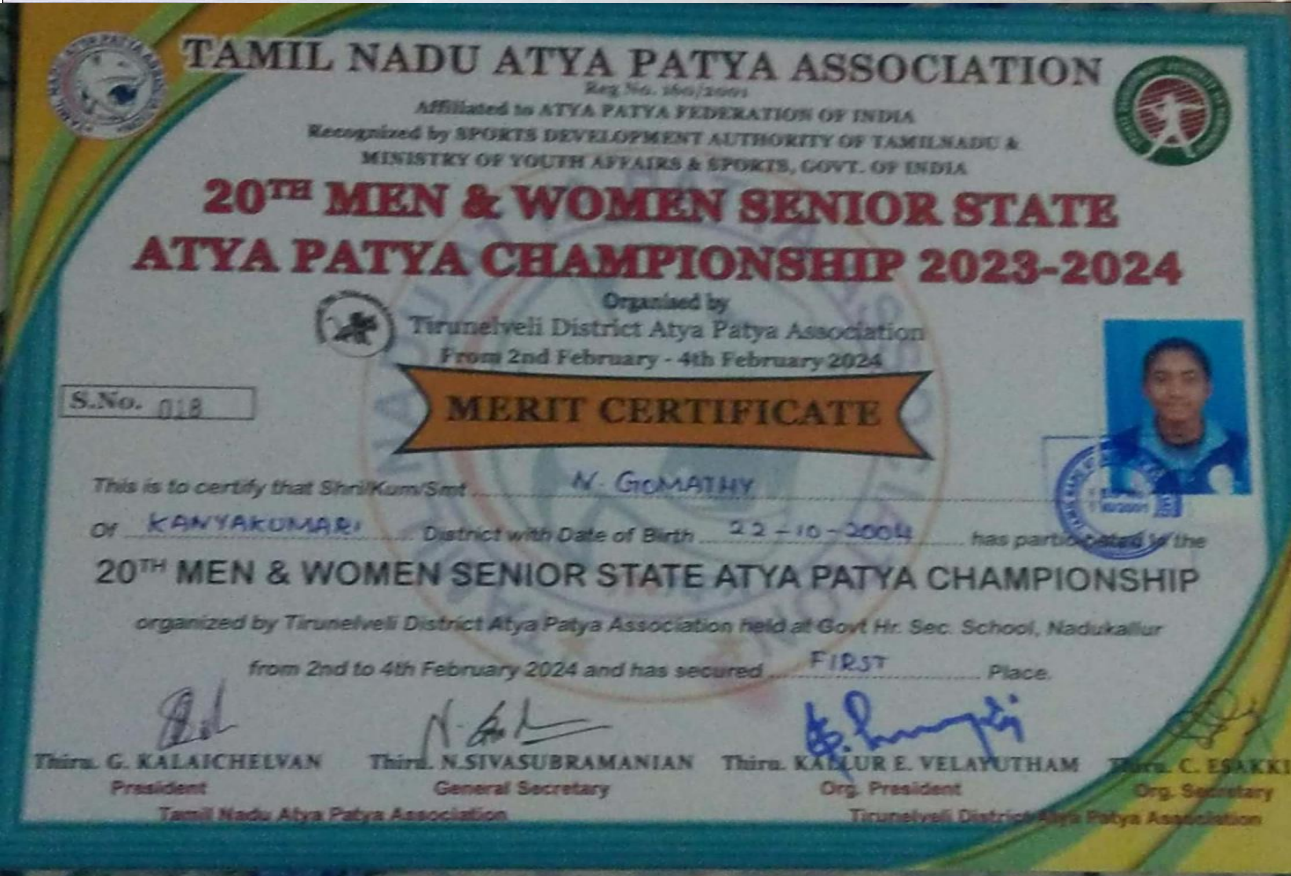 TAMIL NADU ATYA PATYA ASSOCIATION
Reg No. 160/2001
Affiliated to ATYA PATYA FEDERATION OF INDIA
Recognized by SPORTS DEVELOPMENT AUTHORITY OF TAMILNADU &
MINISTRY OF YOUTH AFFAIRS & SPORTS, GOVT. OF INDIA
20TH MEN & WOMEN SENIOR STATE
ATYA PATYA CHAMPIONSHIP 2023-2024
Organised by
Tirunelveli District Atya Patya Association
From 2nd February - 4th February 2024
S.No. 018
MERIT CERTIFICATE
This is to certify that Shri/Kum/Smt N. GOMATHY
Of KANYAKUMARI District with Date of Birth 22-10-2004 has participated in the
20TH MEN & WOMEN SENIOR STATE ATYA PATYA CHAMPIONSHIP
organized by Tirunelveli District Atya Patya Association held at Govt Hr. Sec. School, Nadukallur
from 2nd to 4th February 2024 and has secured FIRST Place.
Thiru. G. KALAICHELVAN Thiru. N.SIVASUBRAMANIAN Thiru. KALLUR E. VELAYUTHAM Thiru. C. ESAKKI
President General Secretary Org. President Org. Secretary
Tamil Nadu Atya Patya Association Tirunelveli District Atya Patya Association